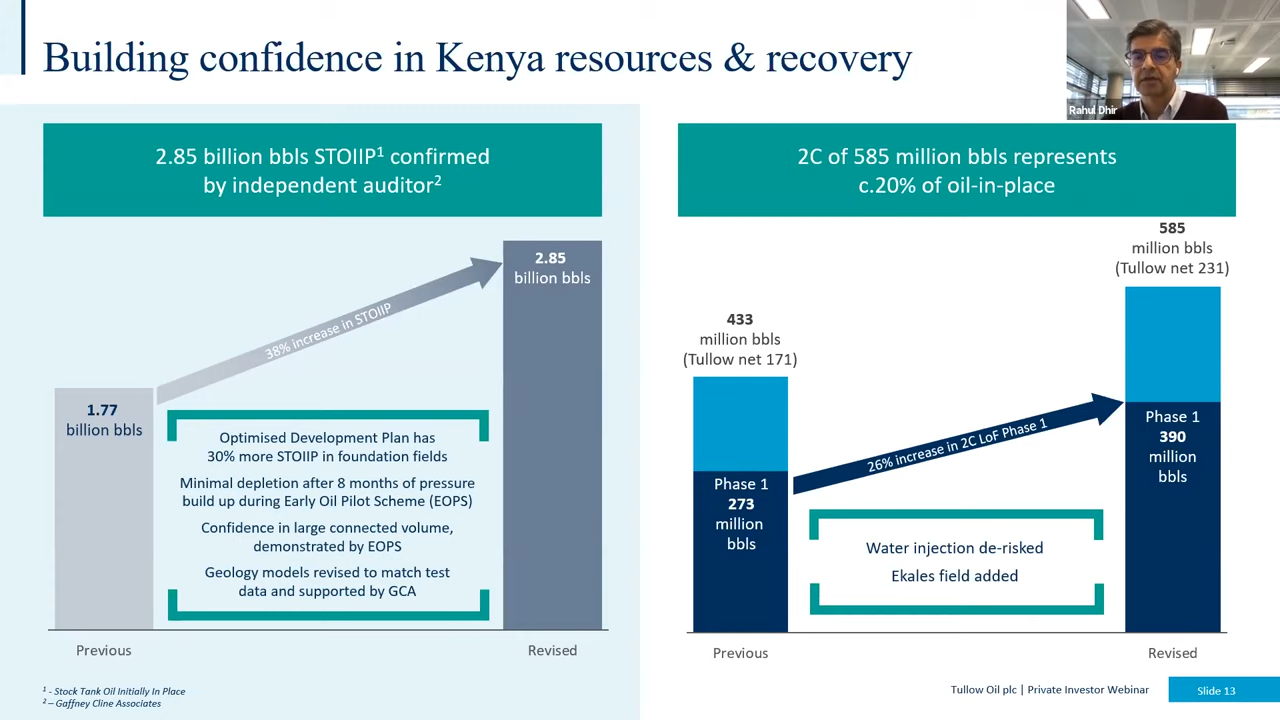 Building confidence in Kenya resources & recovery
Rahul Dhir
2.85 billion bbls STOIIP¹ confirmed
by independent auditor²
2.85
billion bbls
38% increase in STOIIP
1.77
billion bbls
Optimised Development Plan has
30% more STOIIP in foundation fields
Minimal depletion after 8 months of pressure
build up during Early Oil Pilot Scheme (EOPS)
Confidence in large connected volume,
demonstrated by EOPS
Geology models revised to match test
data and supported by GCA
Previous
Revised
¹ - Stock Tank Oil Initially In Place
² – Gaffney Cline Associates
2C of 585 million bbls represents
c.20% of oil-in-place
585
million bbls
(Tullow net 231)
433
million bbls
(Tullow net 171)
26% increase in 2C LoF Phase 1
Phase 1
273
million
bbls
Phase 1
390
million
bbls
Water injection de-risked
Ekales field added
Previous
Revised
Tullow Oil plc | Private Investor Webinar
Slide 13